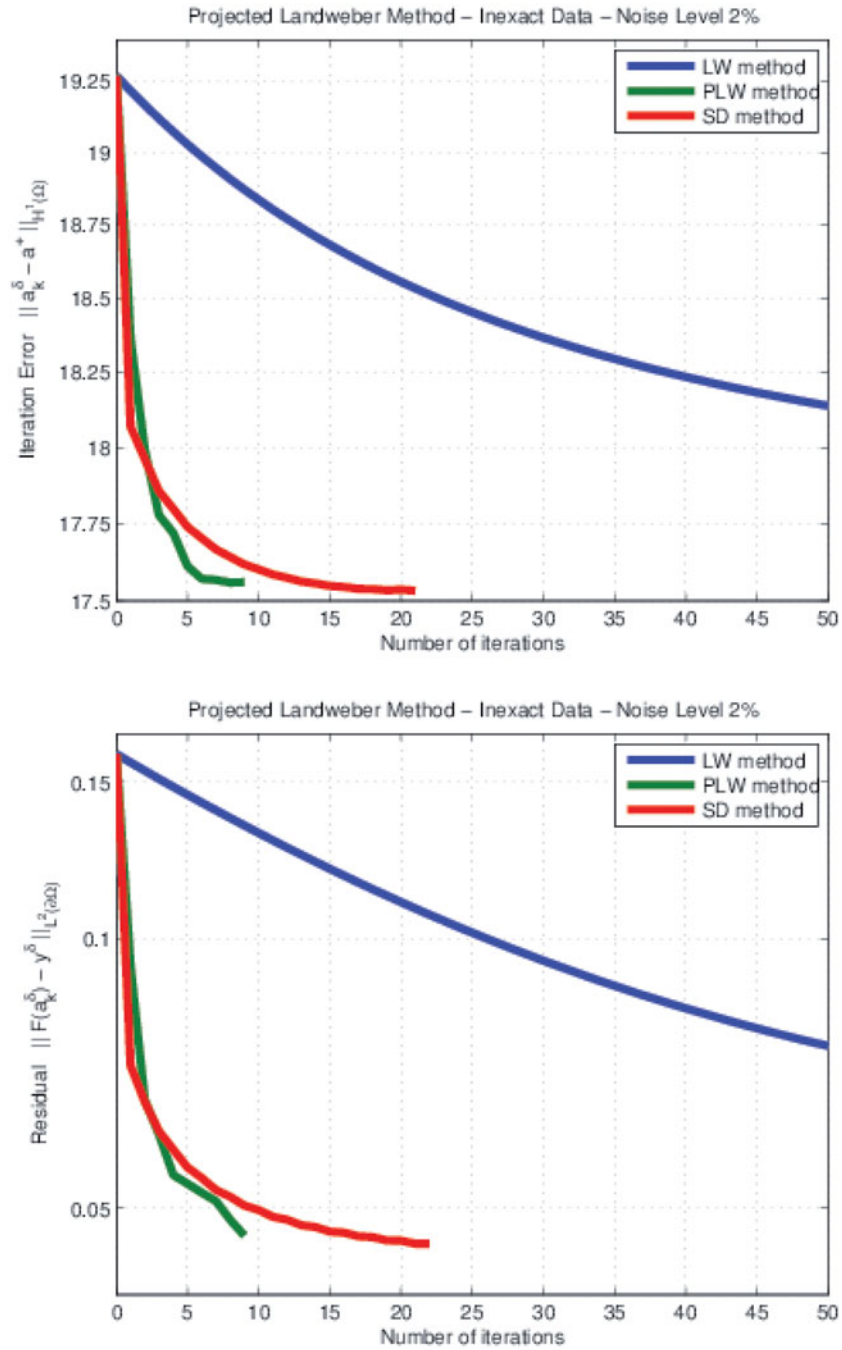 Projected Landweber Method – Inexact Data – Noise Level 2%
LW method
PLW method
SD method
Iteration Error || a_k^δ – a^+ ||_{H^1(Ω)}
19.25
19
18.75
18.5
18.25
18
17.75
17.5
0 5 10 15 20 25 30 35 40 45 50
Number of iterations
Projected Landweber Method – Inexact Data – Noise Level 2%
LW method
PLW method
SD method
Residual || F(a_k^δ) – y^δ ||_{L^2(∂Ω)}
0.15
0.1
0.05
0 5 10 15 20 25 30 35 40 45 50
Number of iterations